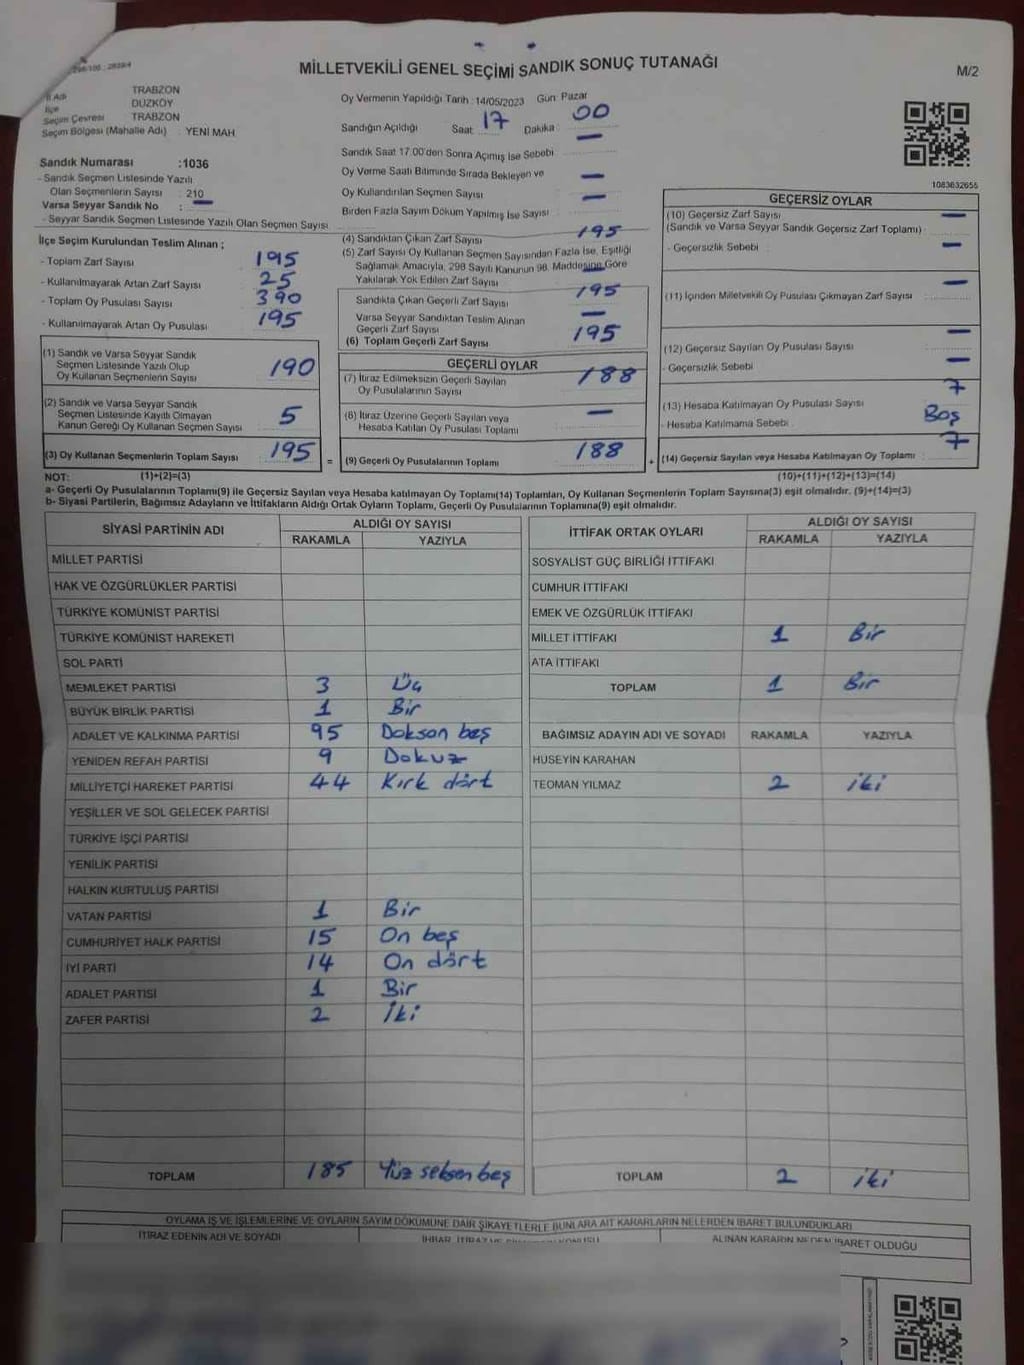 MİLLETVEKİLİ GENEL SEÇİMİ SANDIK SONUÇ TUTANAĞI
M/2
İl Adı TRABZON
İlçe DÜZKÖY
Seçim Çevresi TRABZON
Seçim Bölgesi (Mahalle Adı) : YENİ MAH.
Sandık Numarası :1036
- Sandık Seçmen Listesinde Yazılı
Olan Seçmenlerin Sayısı : 210
Varsa Seyyar Sandık No : —
- Seyyar Sandık Seçmen Listesinde Yazılı Olan Seçmen Sayısı
Oy Vermenin Yapıldığı Tarih : 14/05/2023 Gün: Pazar
Sandığın Açıldığı Saat: 17 Dakika: 00
Sandık Saat 17.00'den Sonra Açımış İse Sebebi —
Oy Verme Saati Bitiminde Sırada Bekleyen ve
Oy Kullandırılan Seçmen Sayısı —
Birden Fazla Sayım Döküm Yapılmış İse Sayısı —
1083632655
İlçe Seçim Kurulundan Teslim Alınan ;
- Toplam Zarf Sayısı 195
- Kullanılmayarak Artan Zarf Sayısı 25
- Toplam Oy Pusulası Sayısı 390
- Kullanılmayarak Artan Oy Pusulası 195
(1) Sandık ve Varsa Seyyar Sandık
Seçmen Listesinde Yazılı Olup
Oy Kullanan Seçmenlerin Sayısı 190
(2) Sandık ve Varsa Seyyar Sandık
Seçmen Listesinde Kayıtlı Olmayan
Kanun Gereği Oy Kullanan Seçmen Sayısı 5
(3) Oy Kullanan Seçmenlerin Toplam Sayısı 195 =
(4) Sandıktan Çıkan Zarf Sayısı 195
(5) Zarf Sayısı Oy Kullanan Seçmen Sayısından Fazla İse, Eşitliği
Sağlamak Amacıyla, 298 Sayılı Kanunun 98. Maddesine Göre
Yakılarak Yok Edilen Zarf Sayısı —
Sandıkta Çıkan Geçerli Zarf Sayısı 195
Varsa Seyyar Sandıktan Teslim Alınan
Geçerli Zarf Sayısı —
(6) Toplam Geçerli Zarf Sayısı 195
GEÇERLİ OYLAR
(7) İtiraz Edilmeksizin Geçerli Sayılan
Oy Pusulalarının Sayısı 188
(8) İtiraz Üzerine Geçerli Sayılan veya
Hesaba Katılan Oy Pusulası Toplamı —
(9) Geçerli Oy Pusulalarının Toplamı 188 +
GEÇERSİZ OYLAR
(10) Geçersiz Zarf Sayısı —
(Sandık ve Varsa Seyyar Sandık Geçersiz Zarf Toplamı) :
- Geçersizlik Sebebi —
(11) İçinden Milletvekili Oy Pusulası Çıkmayan Zarf Sayısı —
(12) Geçersiz Sayılan Oy Pusulası Sayısı —
- Geçersizlik Sebebi —
(13) Hesaba Katılmayan Oy Pusulası Sayısı 7
- Hesaba Katılmama Sebebi Boş
(14) Geçersiz Sayılan veya Hesaba Katılmayan Oy Toplamı : 7
NOT: (1)+(2)=(3) (10)+(11)+(12)+(13)=(14)
a- Geçerli Oy Pusulalarının Toplamı(9) ile Geçersiz Sayılan veya Hesaba katılmayan Oy Toplamı(14) Toplamları, Oy Kullanan Seçmenlerin Toplam Sayısına(3) eşit olmalıdır. (9)+(14)=(3)
b- Siyasi Partilerin, Bağımsız Adayların ve İttifakların Aldığı Ortak Oyların Toplamı, Geçerli Oy Pusulalarının Toplamına(9) eşit olmalıdır.
SİYASİ PARTİNİN ADI ALDIĞI OY SAYISI
RAKAMLA YAZIYLA
MİLLET PARTİSİ
HAK VE ÖZGÜRLÜKLER PARTİSİ
TÜRKİYE KOMÜNİST PARTİSİ
TÜRKİYE KOMÜNİST HAREKETİ
SOL PARTİ
MEMLEKET PARTİSİ 3 Üç
BÜYÜK BİRLİK PARTİSİ 1 Bir
ADALET VE KALKINMA PARTİSİ 95 Dokson beş
YENİDEN REFAH PARTİSİ 9 Dokuz
MİLLİYETÇİ HAREKET PARTİSİ 44 Kırk dört
YEŞİLLER VE SOL GELECEK PARTİSİ
TÜRKİYE İŞÇİ PARTİSİ
YENİLİK PARTİSİ
HALKIN KURTULUŞ PARTİSİ
VATAN PARTİSİ 1 Bir
CUMHURİYET HALK PARTİSİ 15 On beş
İYİ PARTİ 14 On dört
ADALET PARTİSİ 1 Bir
ZAFER PARTİSİ 2 İki
TOPLAM 185 Yüz seksen beş
İTTİFAK ORTAK OYLARI ALDIĞI OY SAYISI
RAKAMLA YAZIYLA
SOSYALİST GÜÇ BİRLİĞİ İTTİFAKI
CUMHUR İTTİFAKI
EMEK VE ÖZGÜRLÜK İTTİFAKI
MİLLET İTTİFAKI 1 Bir
ATA İTTİFAKI
TOPLAM 1 Bir
BAĞIMSIZ ADAYIN ADI VE SOYADI RAKAMLA YAZIYLA
HÜSEYİN KARAHAN
TEOMAN YILMAZ 2 iki
TOPLAM 2 iki
OYLAMA İŞ VE İŞLEMLERİNE VE OYLARIN SAYIM DÖKÜMÜNE DAİR ŞİKAYETLERLE BUNLARA AİT KARARLARIN NELERDEN İBARET BULUNDUKLARI
İTİRAZ EDENİN ADI VE SOYADI ALINAN KARARIN NEDEN İBARET OLDUĞU